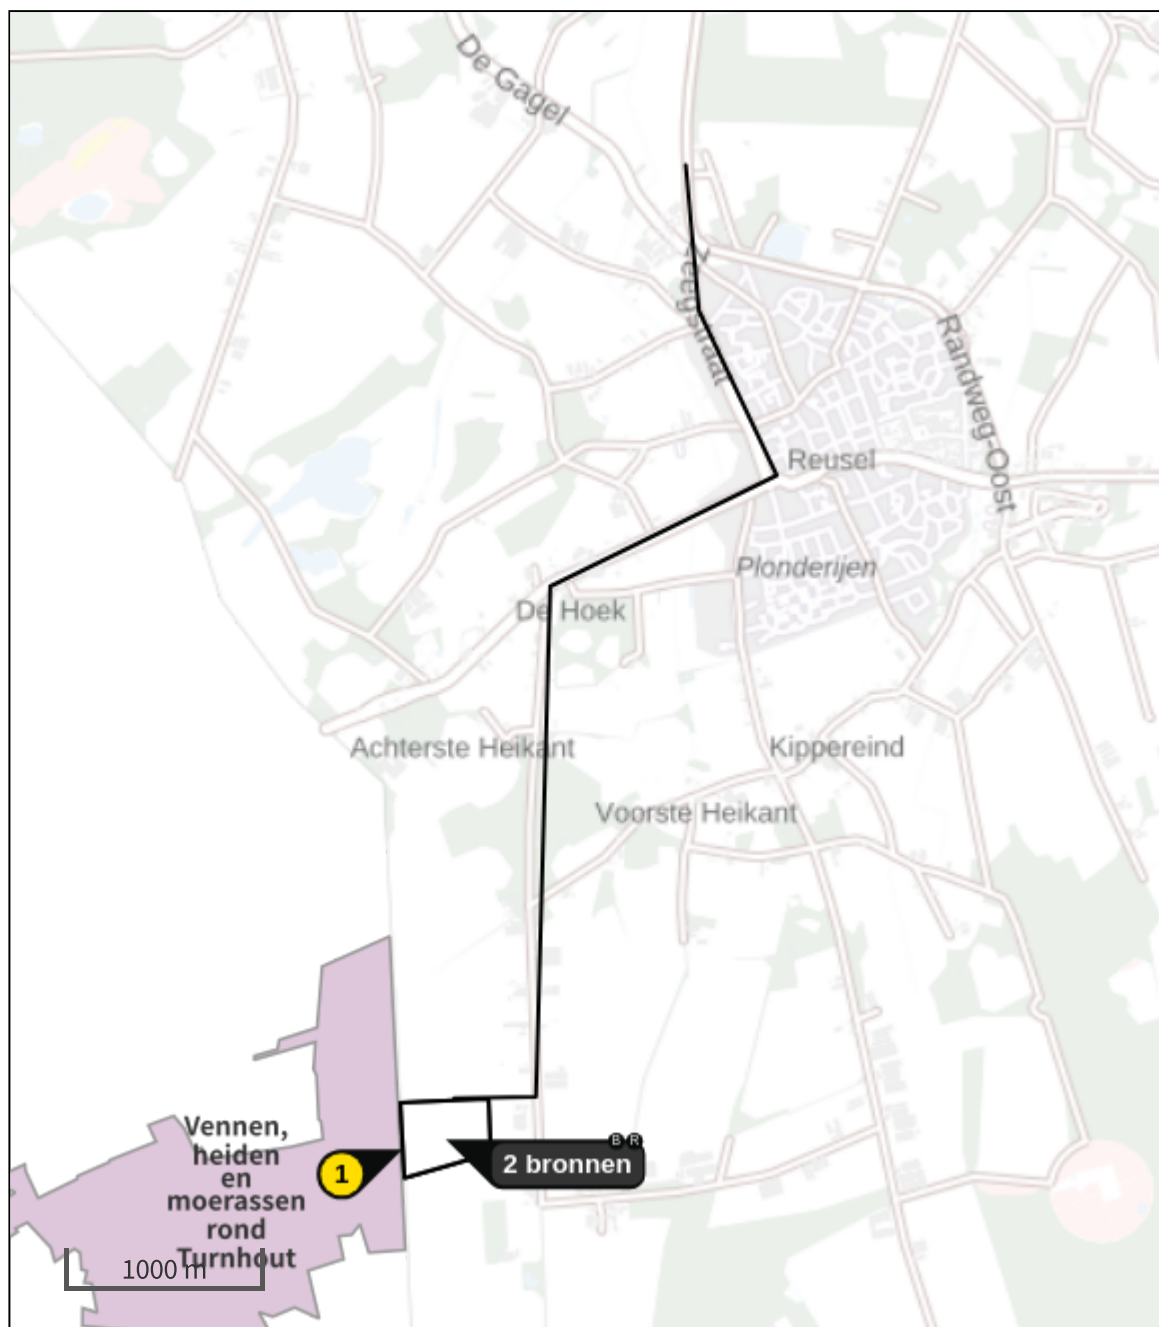 De Gagel
Zeegstraat
Randweg-Oost
Reusel
Plonderijen
De Hoek
Achterste Heikant
Kippereind
Voorste Heikant
Vennen,
heiden
en
moerassen
rond
Turnhout
1
B R
2 bronnen
1000 m